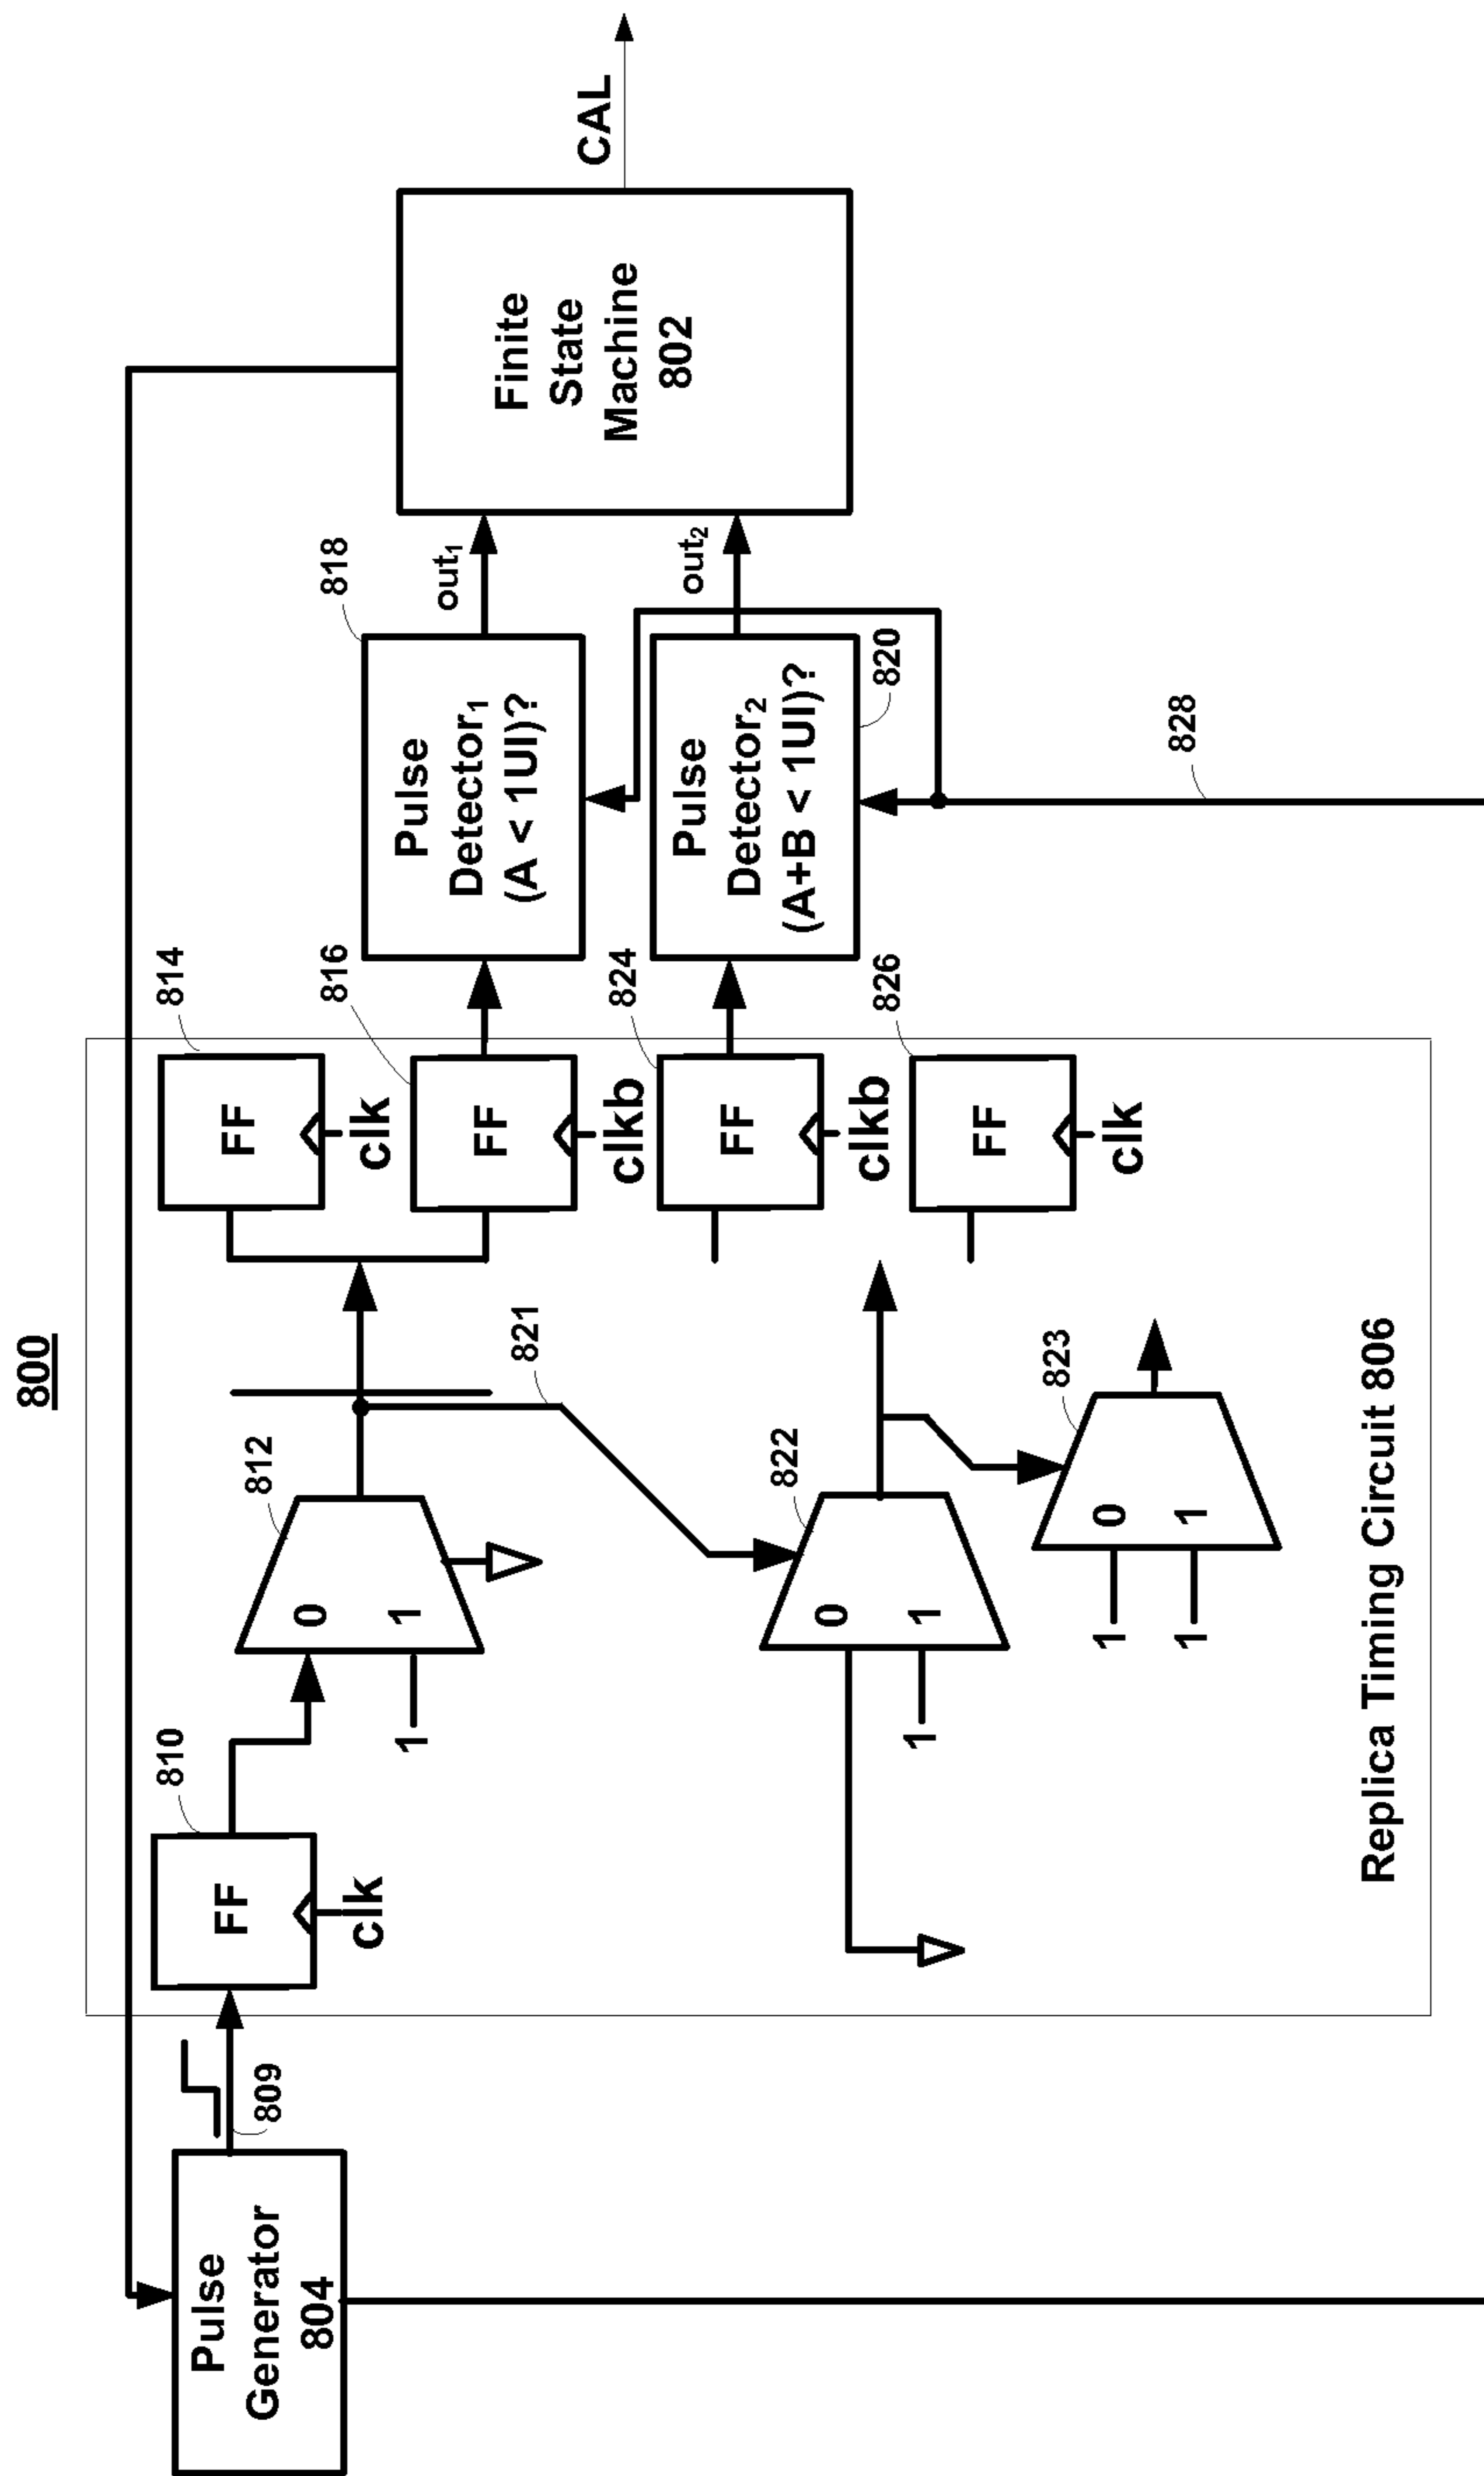 800
Pulse
Generator
804
809
810
FF
clk
812
0
1
1
814
FF
clk
816
FF
clkb
818
Pulse
Detector1
(A < 1UI)?
out1
Finite
State
Machine
802
CAL
821
822
0
1
1
823
0
1
1
1
824
FF
clkb
826
FF
clk
Pulse
Detector2
(A+B < 1UI)?
820
out2
828
Replica Timing Circuit 806